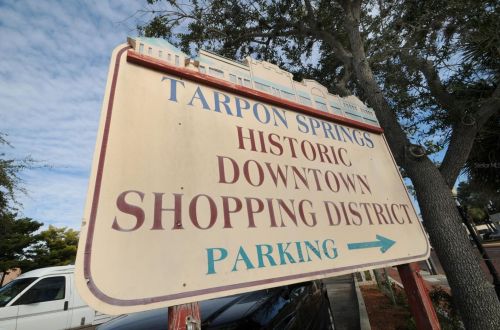 TARPON SPRINGS
HISTORIC
DOWNTOWN
SHOPPING DISTRICT
PARKING